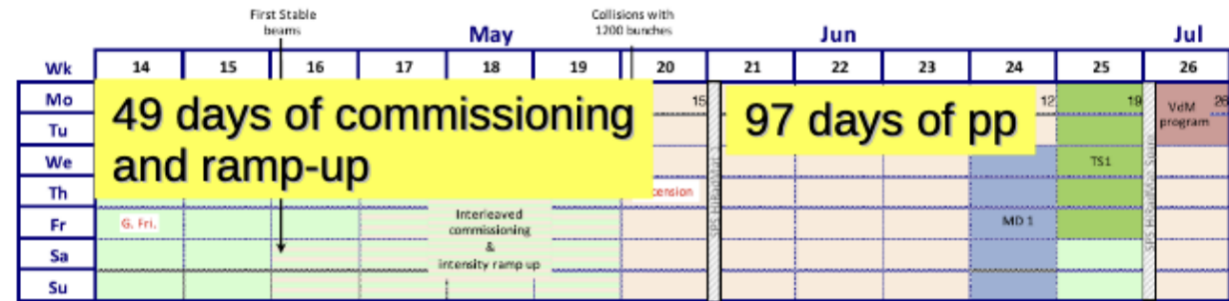 First Stable
beams
Collisions with
1200 bunches
May
Jun
Jul
Wk 14 15 16 17 18 19 20 21 22 23 24 25 26
Mo 15 12 19 26
Tu
We
Th
Fr
Sa
Su
49 days of commissioning
and ramp-up
97 days of pp
VdM
program
TS1
G. Fri.
Interleaved
commissioning
&
intensity ramp up
MD 1